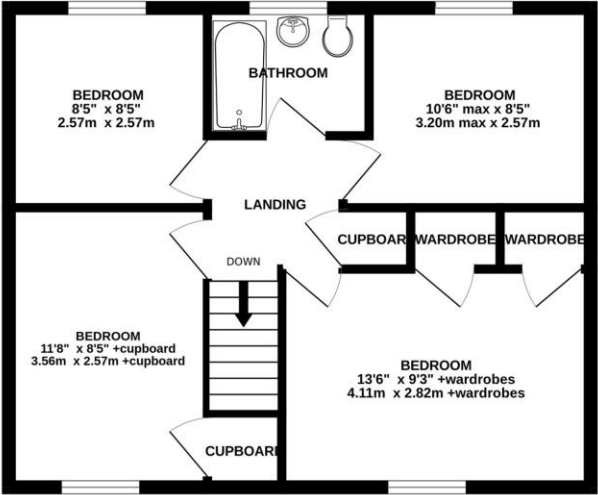 BATHROOM
BEDROOM
8'5" x 8'5"
2.57m x 2.57m
BEDROOM
10'6" max x 8'5"
3.20m max x 2.57m
LANDING
CUPBOAR
WARDROBE
WARDROBE
DOWN
BEDROOM
11'8" x 8'5" +cupboard
3.56m x 2.57m +cupboard
BEDROOM
13'6" x 9'3" +wardrobes
4.11m x 2.82m +wardrobes
CUPBOARD